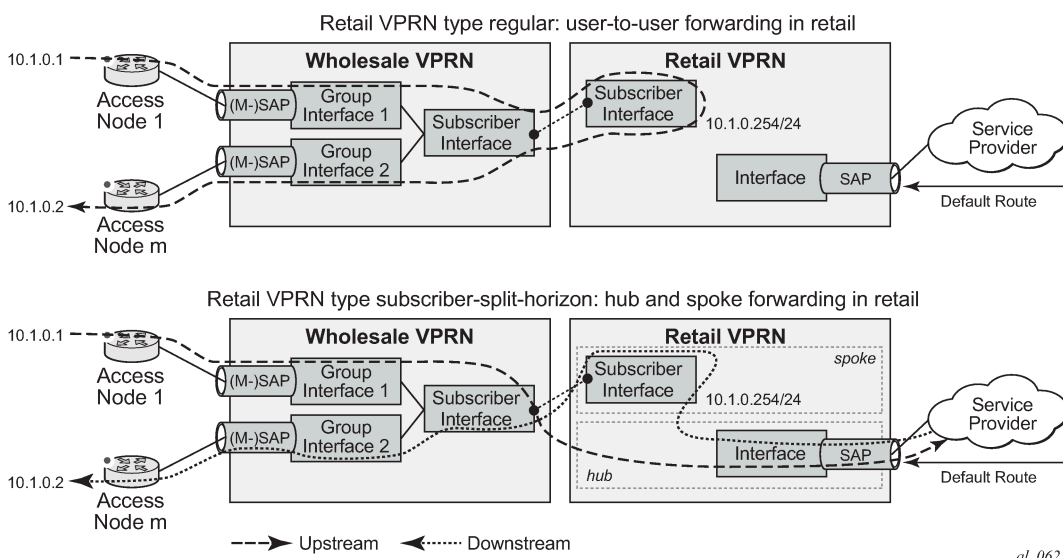 Retail VPRN type regular: user-to-user forwarding in retail
Wholesale VPRN
Retail VPRN
10.1.0.1
Access
Node 1
(M-)SAP
Group
Interface 1
Subscriber
Interface
Subscriber
Interface
10.1.0.254/24
Service
Provider
(M-)SAP
Group
Interface 2
Interface
SAP
Default Route
10.1.0.2
Access
Node m
Retail VPRN type subscriber-split-horizon: hub and spoke forwarding in retail
Wholesale VPRN
Retail VPRN
10.1.0.1
Access
Node 1
(M-)SAP
Group
Interface 1
Subscriber
Interface
Subscriber
Interface
spoke
10.1.0.254/24
Service
Provider
(M-)SAP
Group
Interface 2
Interface
SAP
hub
Default Route
10.1.0.2
Access
Node m
Upstream
Downstream
al_062